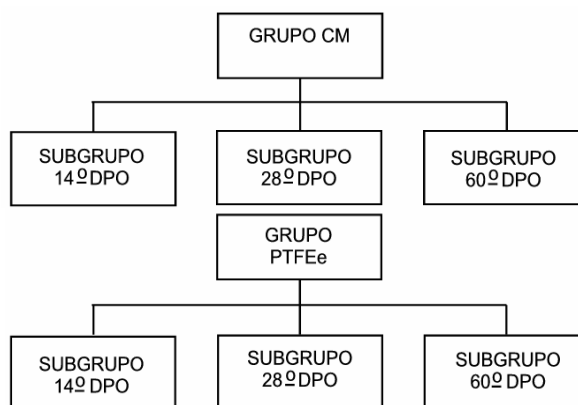 GRUPO CM
SUBGRUPO
14º DPO
SUBGRUPO
28º DPO
SUBGRUPO
60º DPO
GRUPO
PTFEe
SUBGRUPO
14º DPO
SUBGRUPO
28º DPO
SUBGRUPO
60º DPO